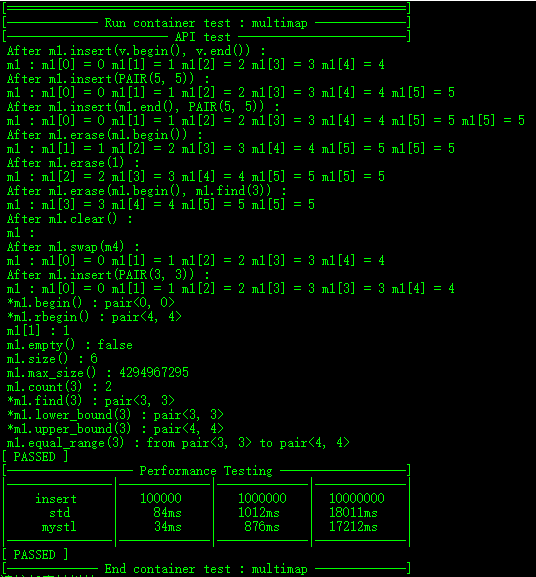 [===============================================================]
[----------------- Run container test : multimap -----------------]
[-------------------------- API test --------------------------]
After m1.insert(v.begin(), v.end()) :
m1 : m1[0] = 0 m1[1] = 1 m1[2] = 2 m1[3] = 3 m1[4] = 4
After m1.insert(PAIR(5, 5)) :
m1 : m1[0] = 0 m1[1] = 1 m1[2] = 2 m1[3] = 3 m1[4] = 4 m1[5] = 5
After m1.insert(m1.end(), PAIR(5, 5)) :
m1 : m1[0] = 0 m1[1] = 1 m1[2] = 2 m1[3] = 3 m1[4] = 4 m1[5] = 5 m1[5] = 5
After m1.erase(m1.begin()) :
m1 : m1[1] = 1 m1[2] = 2 m1[3] = 3 m1[4] = 4 m1[5] = 5 m1[5] = 5
After m1.erase(1) :
m1 : m1[2] = 2 m1[3] = 3 m1[4] = 4 m1[5] = 5 m1[5] = 5
After m1.erase(m1.begin(), m1.find(3)) :
m1 : m1[3] = 3 m1[4] = 4 m1[5] = 5 m1[5] = 5
After m1.clear() :
m1 :
After m1.swap(m4) :
m1 : m1[0] = 0 m1[1] = 1 m1[2] = 2 m1[3] = 3 m1[4] = 4
After m1.insert(PAIR(3, 3)) :
m1 : m1[0] = 0 m1[1] = 1 m1[2] = 2 m1[3] = 3 m1[3] = 3 m1[4] = 4
*m1.begin() : pair<0, 0>
*m1.rbegin() : pair<4, 4>
m1[1] : 1
m1.empty() : false
m1.size() : 6
m1.max_size() : 4294967295
m1.count(3) : 2
*m1.find(3) : pair<3, 3>
*m1.lower_bound(3) : pair<3, 3>
*m1.upper_bound(3) : pair<4, 4>
m1.equal_range(3) : from pair<3, 3> to pair<4, 4>
[ PASSED ]
[--------------------- Performance Testing ---------------------]
| insert | 100000 | 1000000 | 10000000 |
| std | 84ms | 1012ms | 18011ms |
| mystl | 34ms | 876ms | 17212ms |
[ PASSED ]
[----------------- End container test : multimap -----------------]